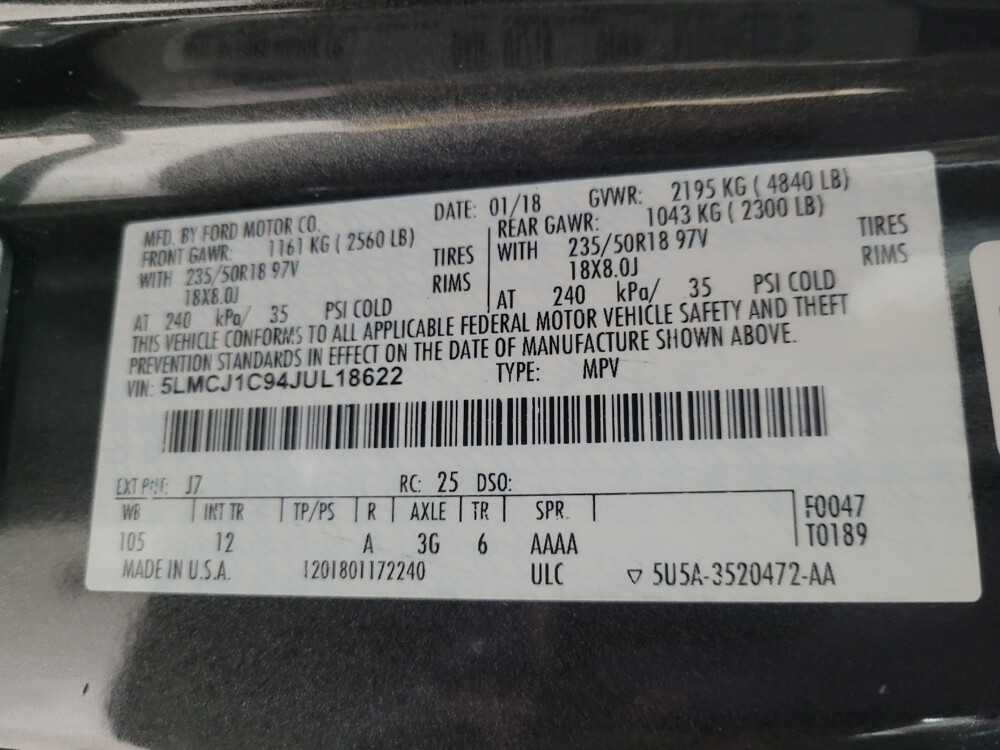 MFD. BY FORD MOTOR CO. DATE: 01/18 GVWR: 2195 KG ( 4840 LB)
FRONT GAWR: 1161 KG ( 2560 LB) REAR GAWR: 1043 KG ( 2300 LB)
WITH 235/50R18 97V TIRES WITH 235/50R18 97V TIRES
18X8.0J RIMS 18X8.0J RIMS
AT 240 kPa/ 35 PSI COLD AT 240 kPa/ 35 PSI COLD
THIS VEHICLE CONFORMS TO ALL APPLICABLE FEDERAL MOTOR VEHICLE SAFETY AND THEFT
PREVENTION STANDARDS IN EFFECT ON THE DATE OF MANUFACTURE SHOWN ABOVE.
VIN: 5LMCJ1C94JUL18622 TYPE: MPV
EXT PNT: J7 RC: 25 DSO:
WB INT TR TP/PS R AXLE TR SPR F0047
105 12 A 3G 6 AAAA T0189
MADE IN U.S.A. 1201801172240 ULC ▽ 5U5A-3520472-AA